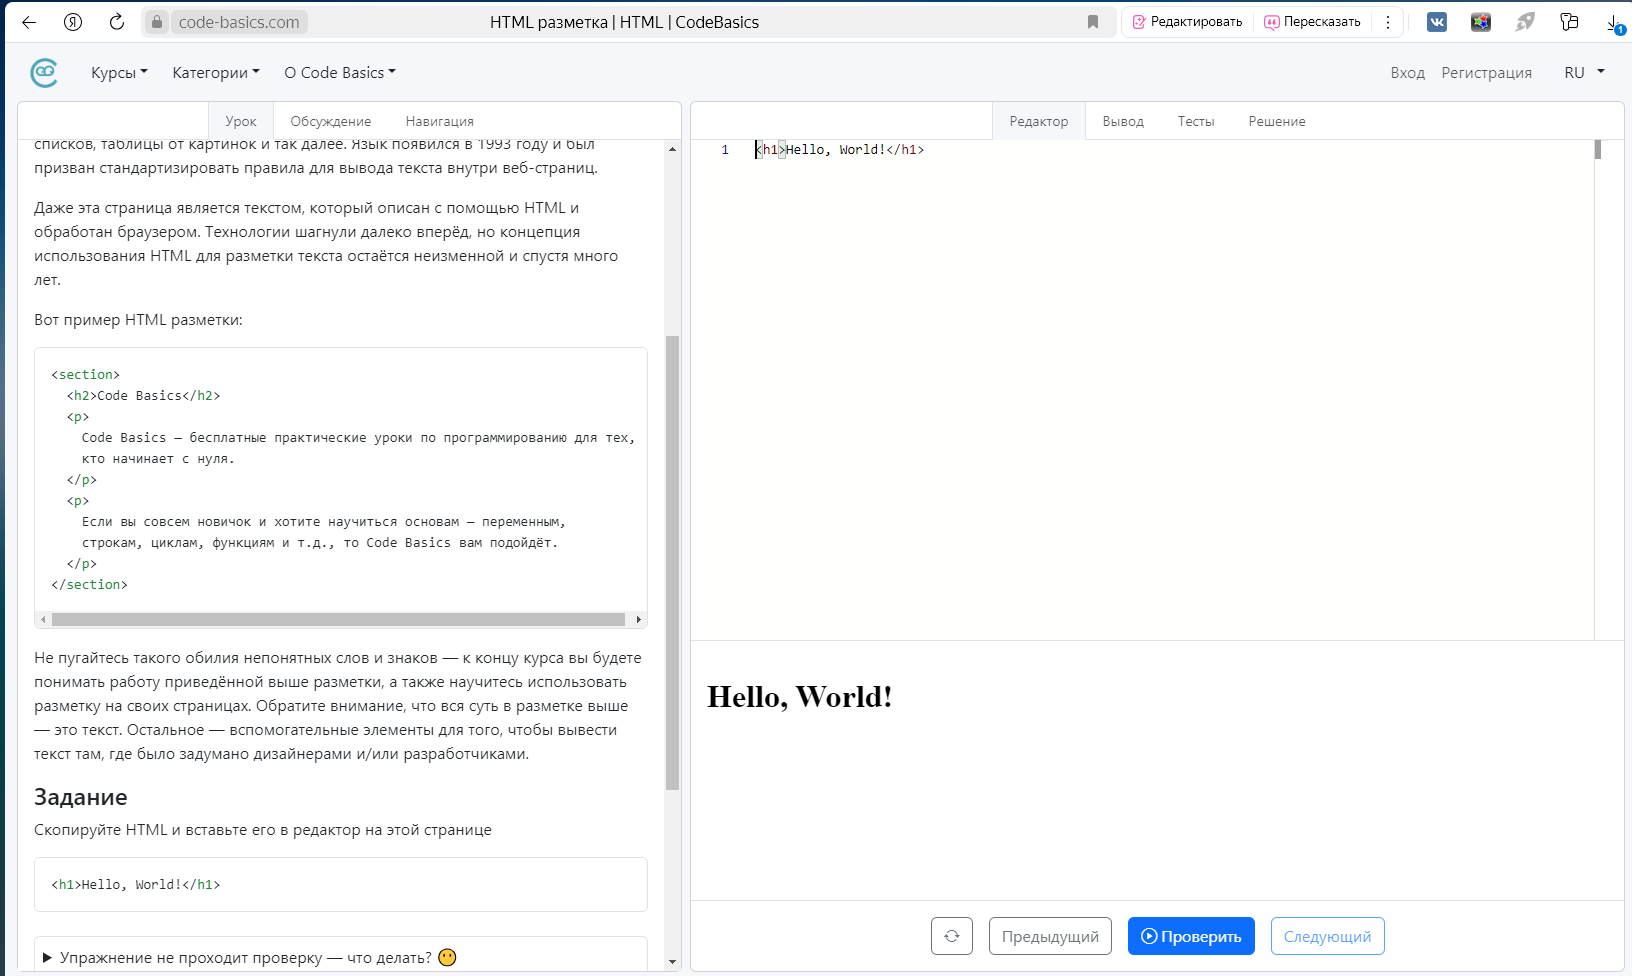 code-basics.com
HTML разметка | HTML | CodeBasics
Редактировать
Пересказать
1
Курсы
Категории
О Code Basics
Вход
Регистрация
RU
Урок
Обсуждение
Навигация
списков, таблицы от картинок и так далее. Язык появился в 1993 году и был
призван стандартизировать правила для вывода текста внутри веб-страниц.
Даже эта страница является текстом, который описан с помощью HTML и
обработан браузером. Технологии шагнули далеко вперёд, но концепция
использования HTML для разметки текста остаётся неизменной и спустя много
лет.
Вот пример HTML разметки:
<section>
<h2>Code Basics</h2>
<p>
Code Basics — бесплатные практические уроки по программированию для тех,
кто начинает с нуля.
</p>
<p>
Если вы совсем новичок и хотите научиться основам — переменным,
строкам, циклам, функциям и т.д., то Code Basics вам подойдёт.
</p>
</section>
Не пугайтесь такого обилия непонятных слов и знаков — к концу курса вы будете
понимать работу приведённой выше разметки, а также научитесь использовать
разметку на своих страницах. Обратите внимание, что вся суть в разметке выше
— это текст. Остальное — вспомогательные элементы для того, чтобы вывести
текст там, где было задумано дизайнерами и/или разработчиками.
Задание
Скопируйте HTML и вставьте его в редактор на этой странице
<h1>Hello, World!</h1>
Упражнение не проходит проверку — что делать? 😶
Редактор
Вывод
Тесты
Решение
1 <h1>Hello, World!</h1>
Hello, World!
Предыдущий
Проверить
Следующий